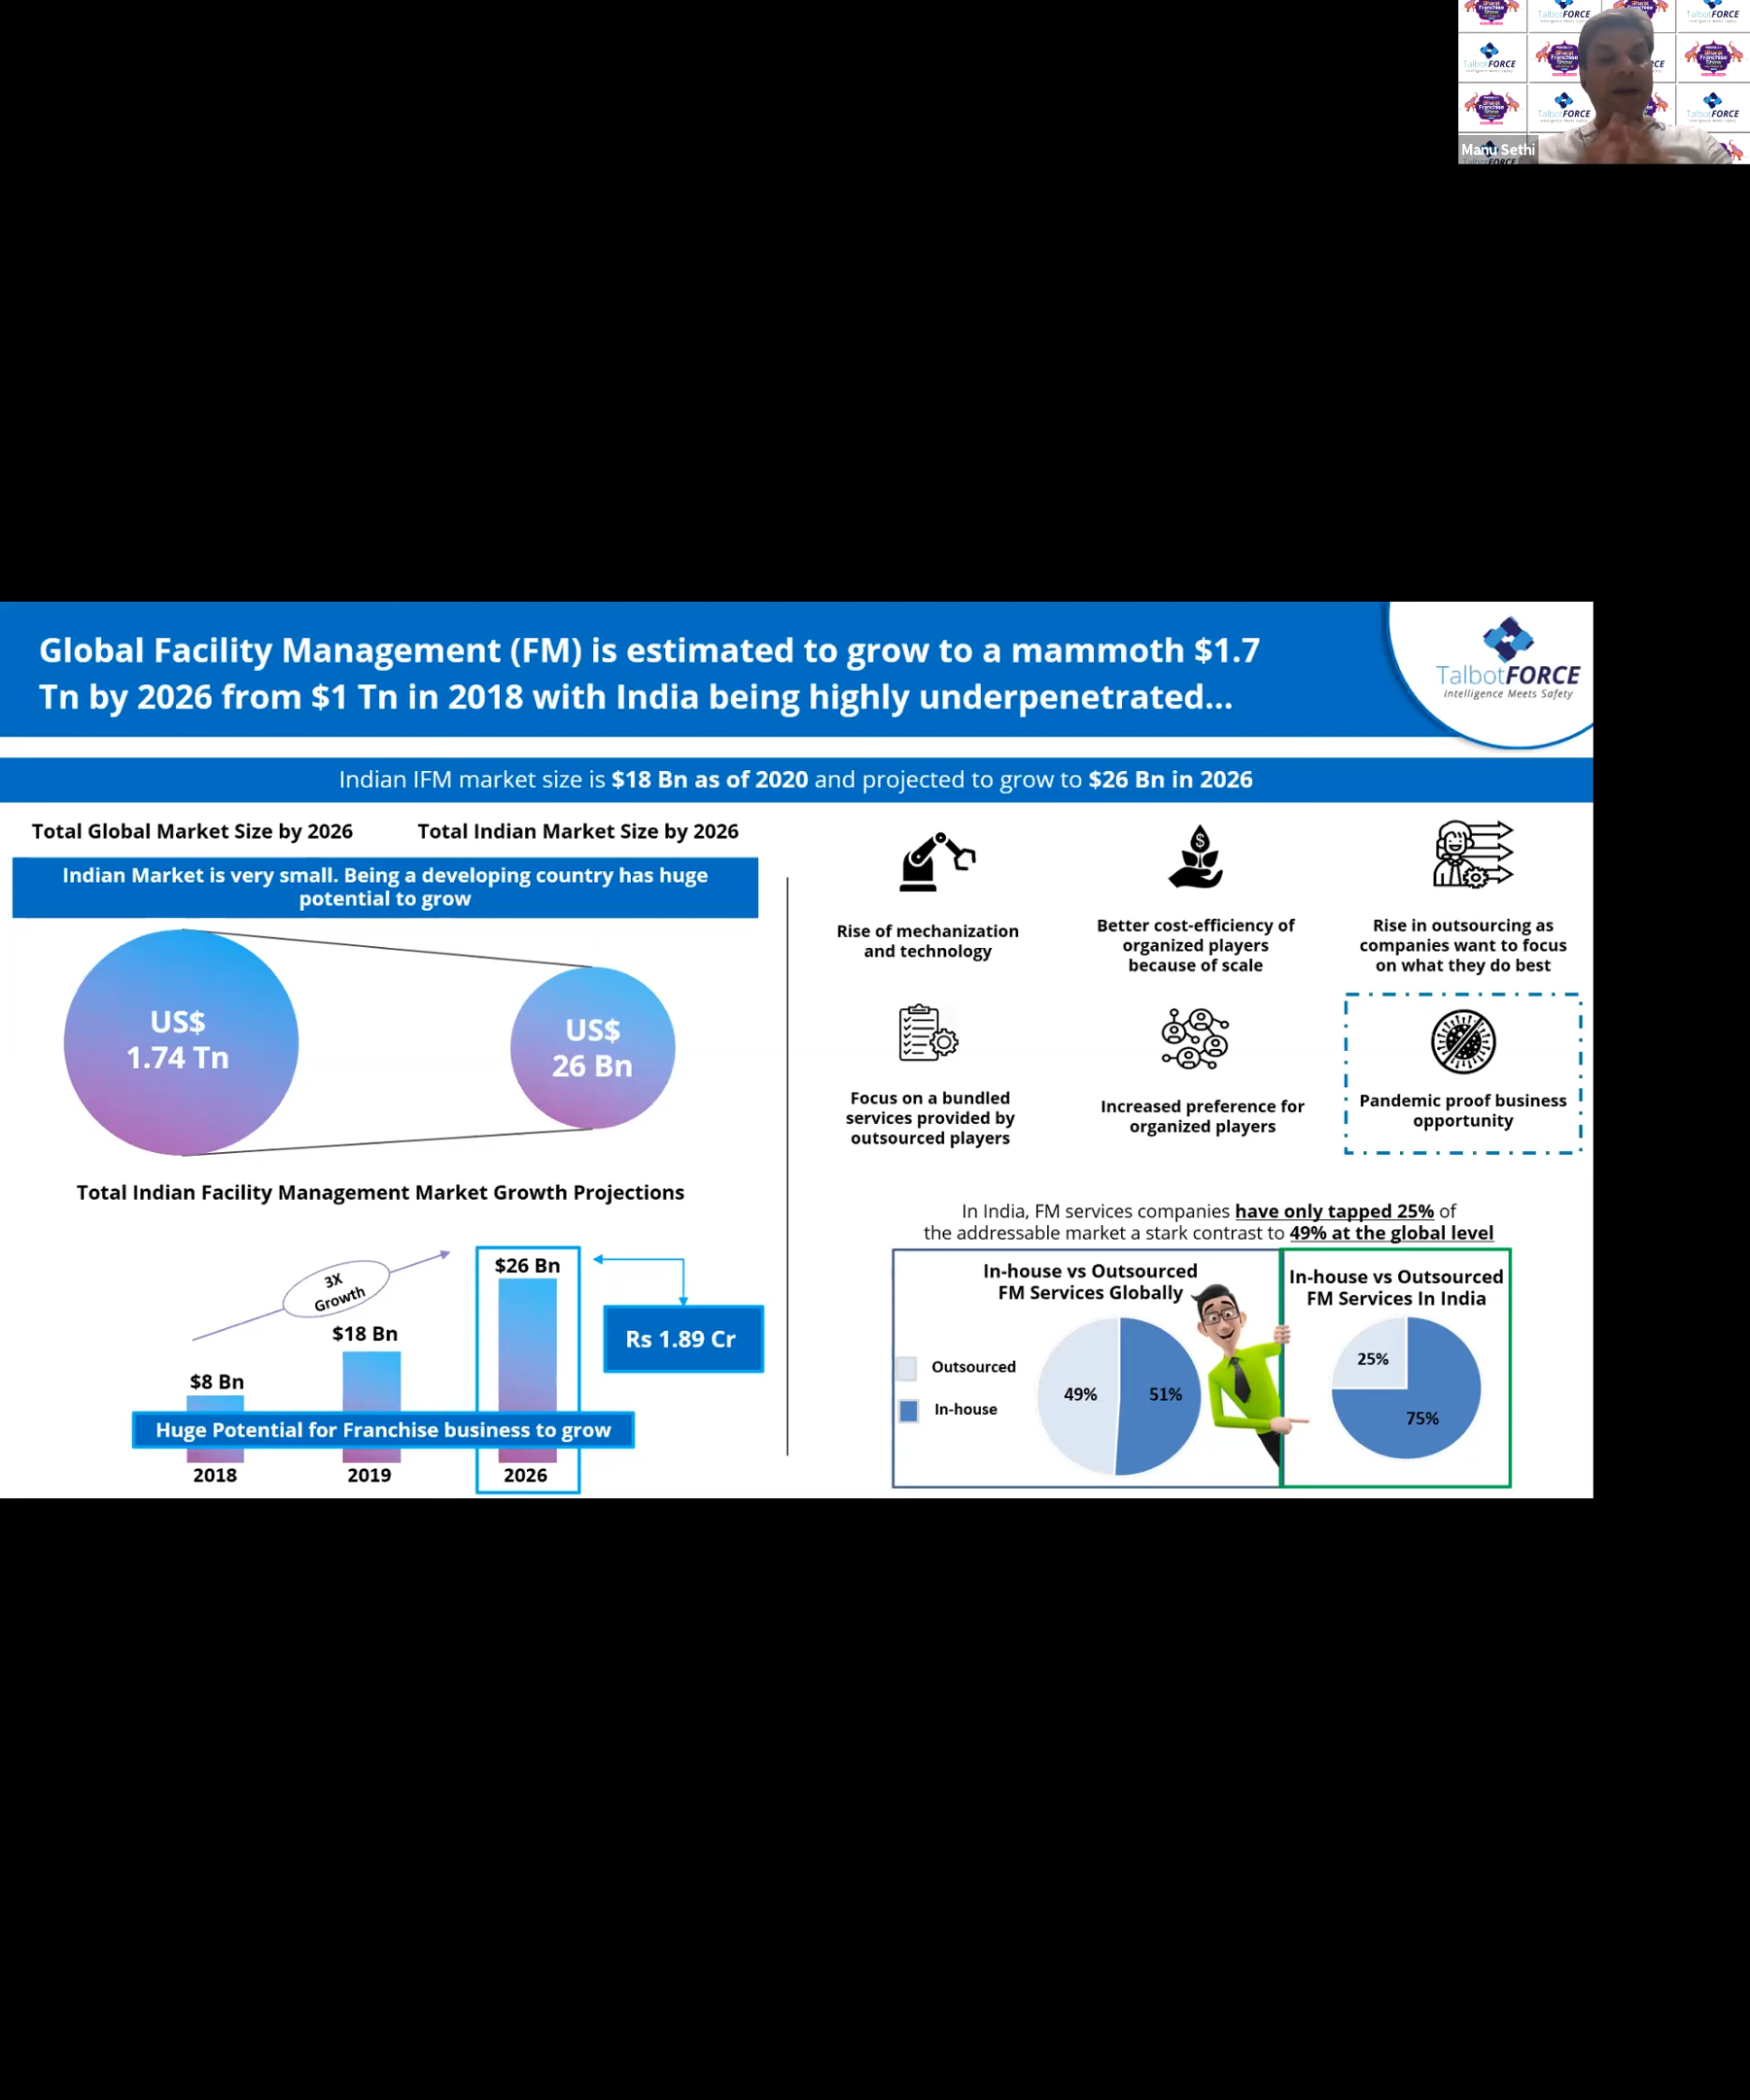 TalbotFORCE
Intelligence Meets Safety
Bharat
Franchise
Show
Manu Sethi
Global Facility Management (FM) is estimated to grow to a mammoth $1.7
Tn by 2026 from $1 Tn in 2018 with India being highly underpenetrated...
TalbotFORCE
Intelligence Meets Safety
Indian IFM market size is $18 Bn as of 2020 and projected to grow to $26 Bn in 2026
Total Global Market Size by 2026
Total Indian Market Size by 2026
Indian Market is very small. Being a developing country has huge
potential to grow
US$
1.74 Tn
US$
26 Bn
Total Indian Facility Management Market Growth Projections
3X
Growth
$8 Bn
$18 Bn
$26 Bn
Rs 1.89 Cr
Huge Potential for Franchise business to grow
2018
2019
2026
Rise of mechanization
and technology
$
Better cost-efficiency of
organized players
because of scale
Rise in outsourcing as
companies want to focus
on what they do best
Focus on a bundled
services provided by
outsourced players
Increased preference for
organized players
Pandemic proof business
opportunity
In India, FM services companies have only tapped 25% of
the addressable market a stark contrast to 49% at the global level
In-house vs Outsourced
FM Services Globally
Outsourced
In-house
49%
51%
In-house vs Outsourced
FM Services In India
25%
75%